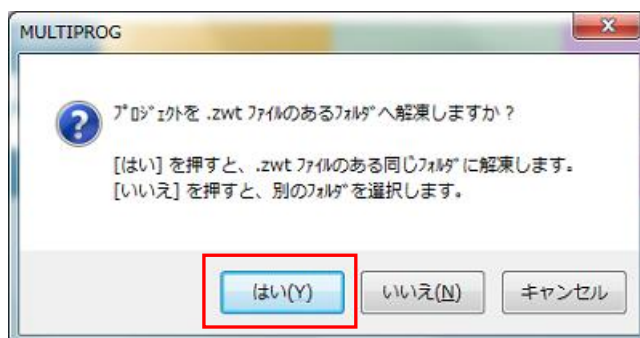 MULTIPROG
ﾌﾟﾛｼﾞｪｸﾄを .zwt ﾌｧｲﾙのあるﾌｫﾙﾀﾞへ解凍しますか？
[(はい] を押すと、.zwt ﾌｧｲﾙのある同じﾌｫﾙﾀﾞに解凍します。
[いいえ] を押すと、別のﾌｫﾙﾀﾞを選択します。
はい(Y) いいえ(N) キャンセル